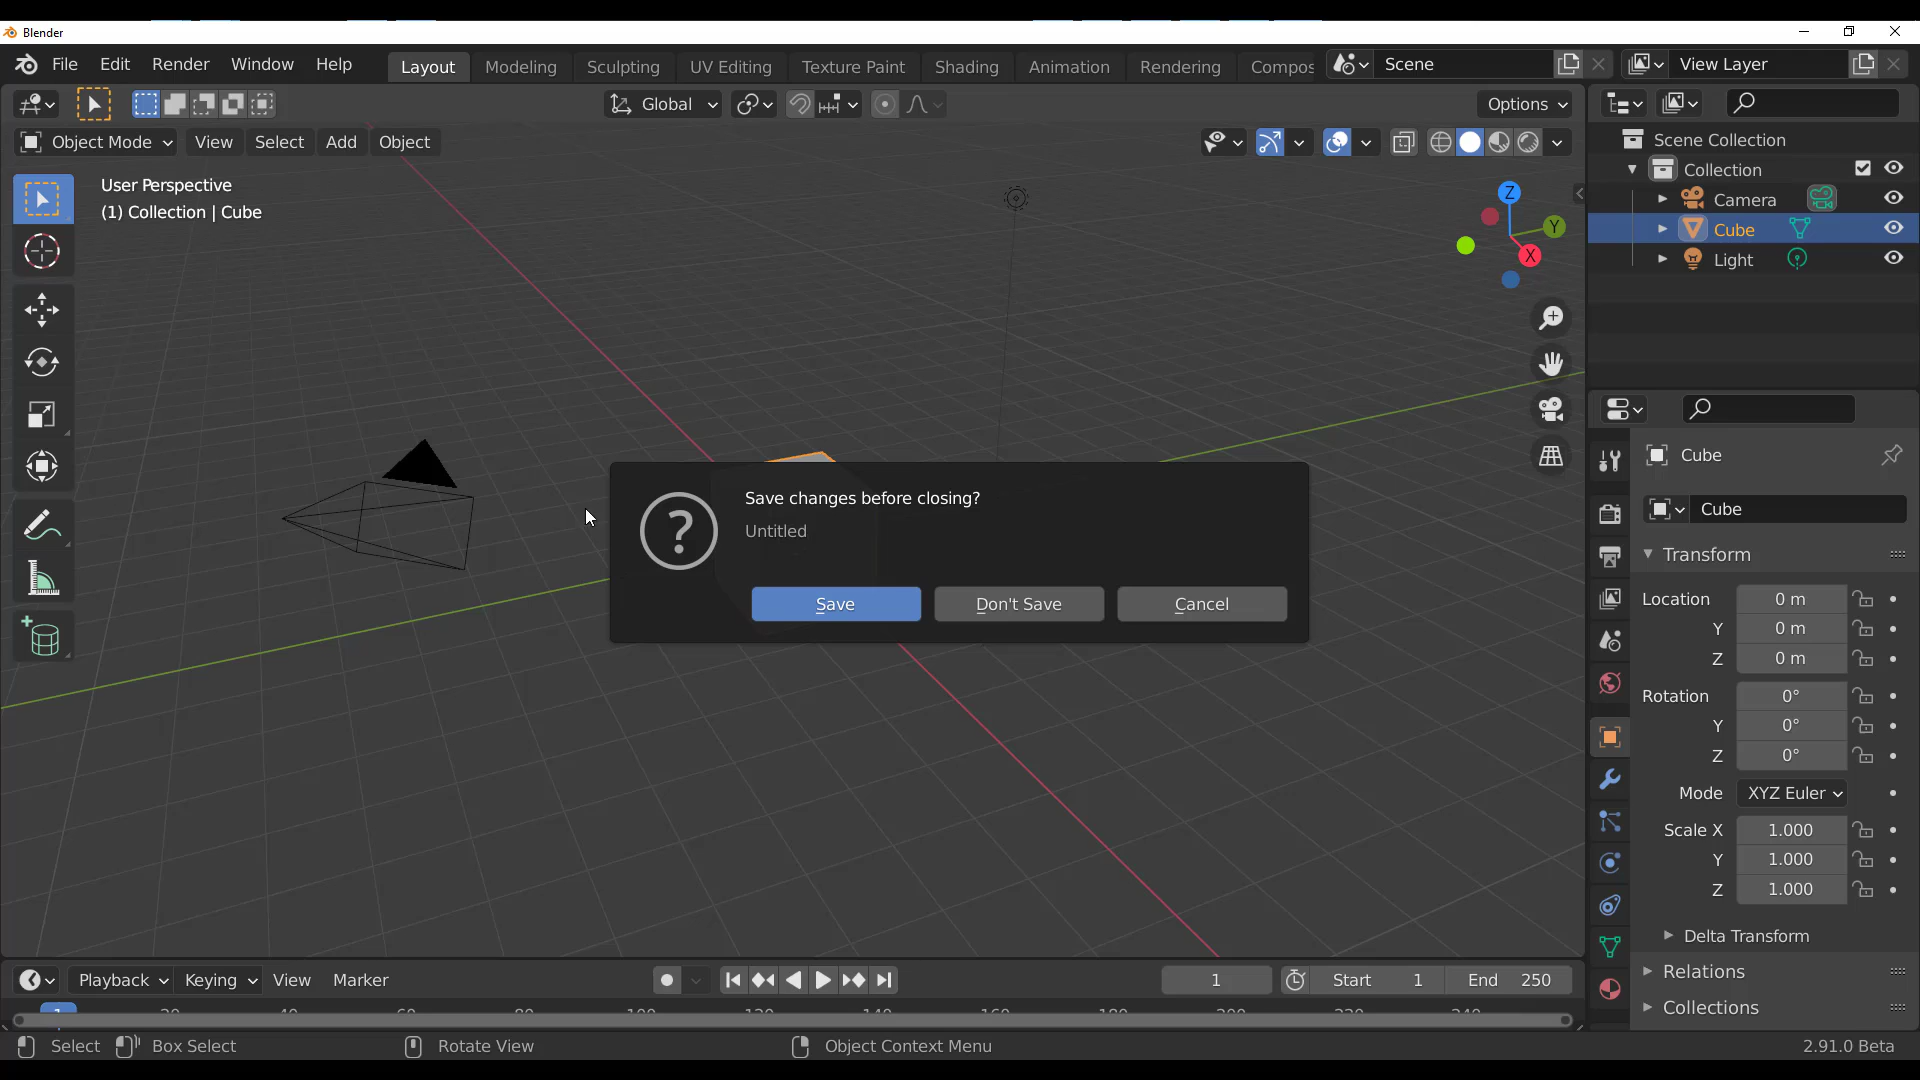 Blender
File Edit Render Window Help Layout Modeling Sculpting UV Editing Texture Paint Shading Animation Rendering Compos Scene View Layer
Global Options
Object Mode View Select Add Object
User Perspective
(1) Collection | Cube
Z
Y
X
Scene Collection
Collection
Camera
Cube
Light
Save changes before closing?
Untitled
Save Don't Save Cancel
Cube
Cube
Transform
Location 0 m
Y 0 m
Z 0 m
Rotation 0°
Y 0°
Z 0°
Mode XYZ Euler
Scale X 1.000
Y 1.000
Z 1.000
Delta Transform
Relations
Collections
Playback Keying View Marker 1 Start 1 End 250
1 20 40 60 80 100 120 140 160 180 200 220 240
Select Box Select Rotate View Object Context Menu 2.91.0 Beta